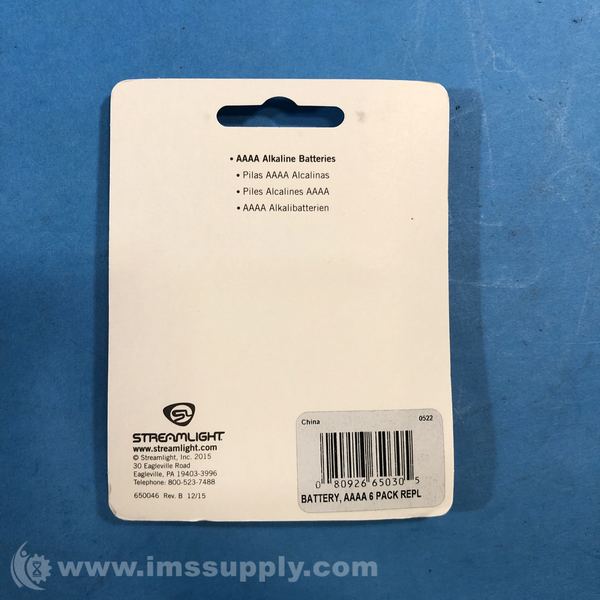 • AAAA Alkaline Batteries
• Pilas AAAA Alcalinas
• Piles Alcalines AAAA
• AAAA Alkalibatterien
SL
STREAMLIGHT
www.streamlight.com
© Streamlight, Inc. 2015
30 Eagleville Road
Eagleville, PA 19403-3996
Telephone: 800-523-7488
650046 Rev. B 12/15
China 0522
0 80926 65030 5
BATTERY, AAAA 6 PACK REPL
www.imssupply.com